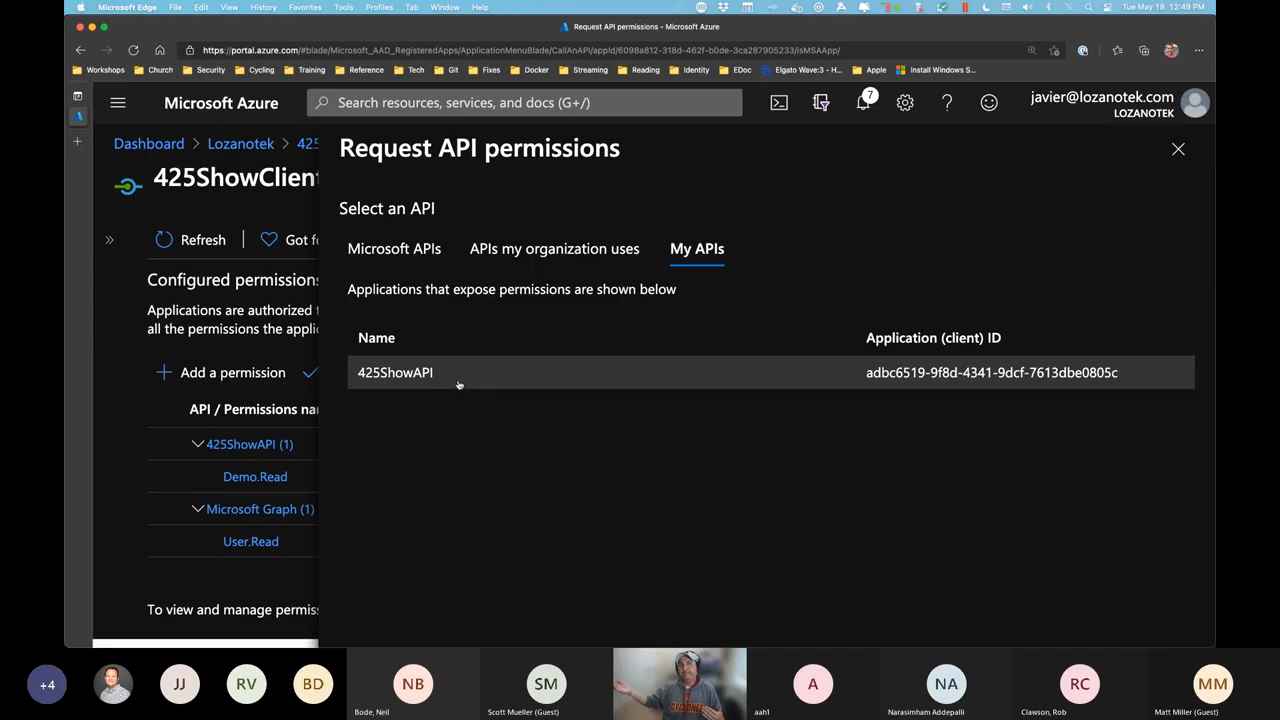 Microsoft Edge File Edit View History Favorites Tools Profiles Tab Window Help
Tue May 18 12:49 PM
Request API permissions - Microsoft Azure
https://portal.azure.com/#blade/Microsoft_AAD_RegisteredApps/ApplicationMenuBlade/CallAnAPI/appId/6098a812-318d-462f-b0de-3ca287905233/isMSAApp/
Workshops Church Security Cycling Training Reference Tech Git Fixes Docker Streaming Reading Identity EDoc Elgato Wave:3 - H... Apple Install Windows S...
Microsoft Azure
Search resources, services, and docs (G+/)
7
javier@lozanotek.com
LOZANOTEK
Dashboard > Lozanotek > 425
425ShowClient
Refresh
Got fe
Configured permissions
Applications are authorized t
all the permissions the applic
Add a permission
API / Permissions nar
425ShowAPI (1)
Demo.Read
Microsoft Graph (1)
User.Read
To view and manage permiss
Request API permissions
Select an API
Microsoft APIs APIs my organization uses My APIs
Applications that expose permissions are shown below
Name Application (client) ID
425ShowAPI adbc6519-9f8d-4341-9dcf-7613dbe0805c
+4
JJ
RV
BD
NB
Bode, Neil
SM
Scott Mueller (Guest)
CYCLONES
A
aah1
NA
Narasimham Addepalli
RC
Clawson, Rob
MM
Matt Miller (Guest)